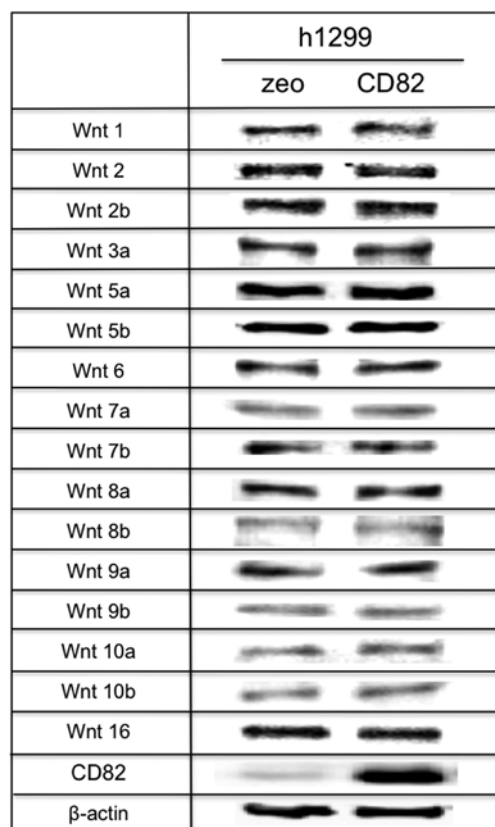 h1299
zeo CD82
Wnt 1
Wnt 2
Wnt 2b
Wnt 3a
Wnt 5a
Wnt 5b
Wnt 6
Wnt 7a
Wnt 7b
Wnt 8a
Wnt 8b
Wnt 9a
Wnt 9b
Wnt 10a
Wnt 10b
Wnt 16
CD82
β-actin